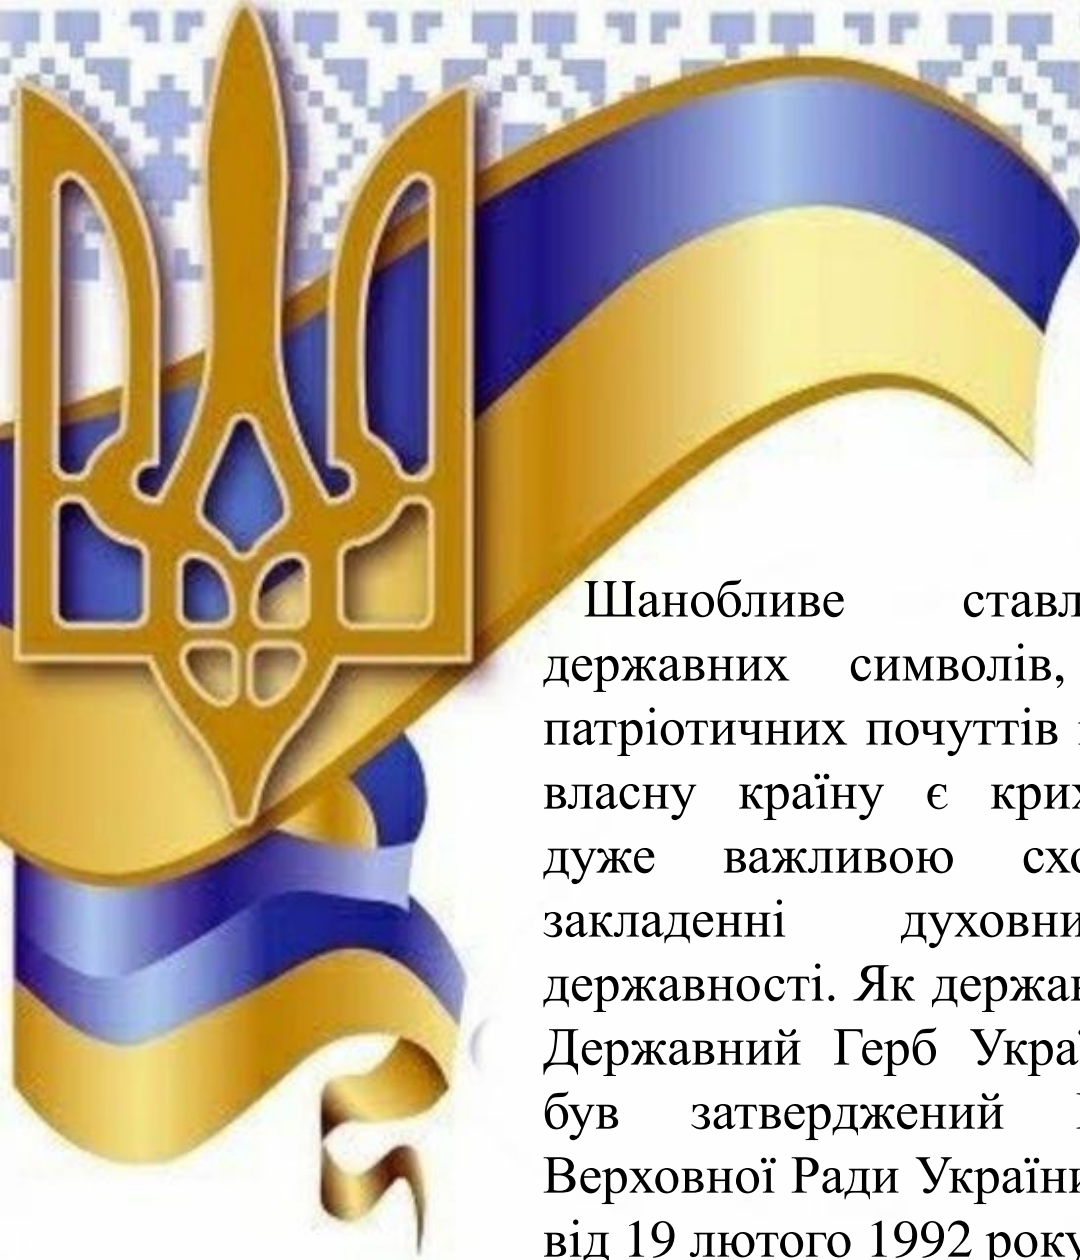 Шанобливе ставл
державних символів,
патріотичних почуттів
власну країну є крих
дуже важливою схо
закладенні духовни
державності. Як держав
Державний Герб Украї
був затверджений
Верховної Ради України
від 19 лютого 1992 року